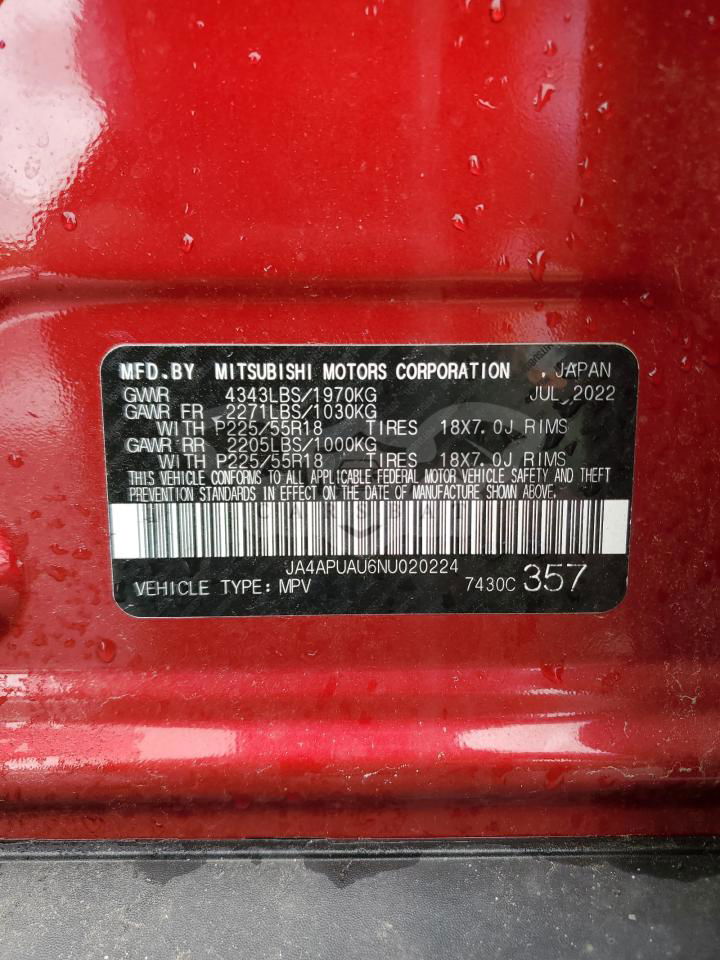 MFD.BY MITSUBISHI MOTORS CORPORATION , JAPAN
GWR 4343LBS/1970KG JUL ,2022
GAWR FR 2271LBS/1030KG
WITH P225/55R18 TIRES 18X7.0J RIMS
GAWR RR 2205LBS/1000KG
WITH P225/55R18 TIRES 18X7.0J RIMS
THIS VEHICLE CONFORMS TO ALL APPLICABLE FEDERAL MOTOR VEHICLE SAFETY AND THEFT
PREVENTION STANDARDS IN EFFECT ON THE DATE OF MANUFACTURE SHOWN ABOVE.
JA4APUAU6NU020224
VEHICLE TYPE: MPV 7430C 357